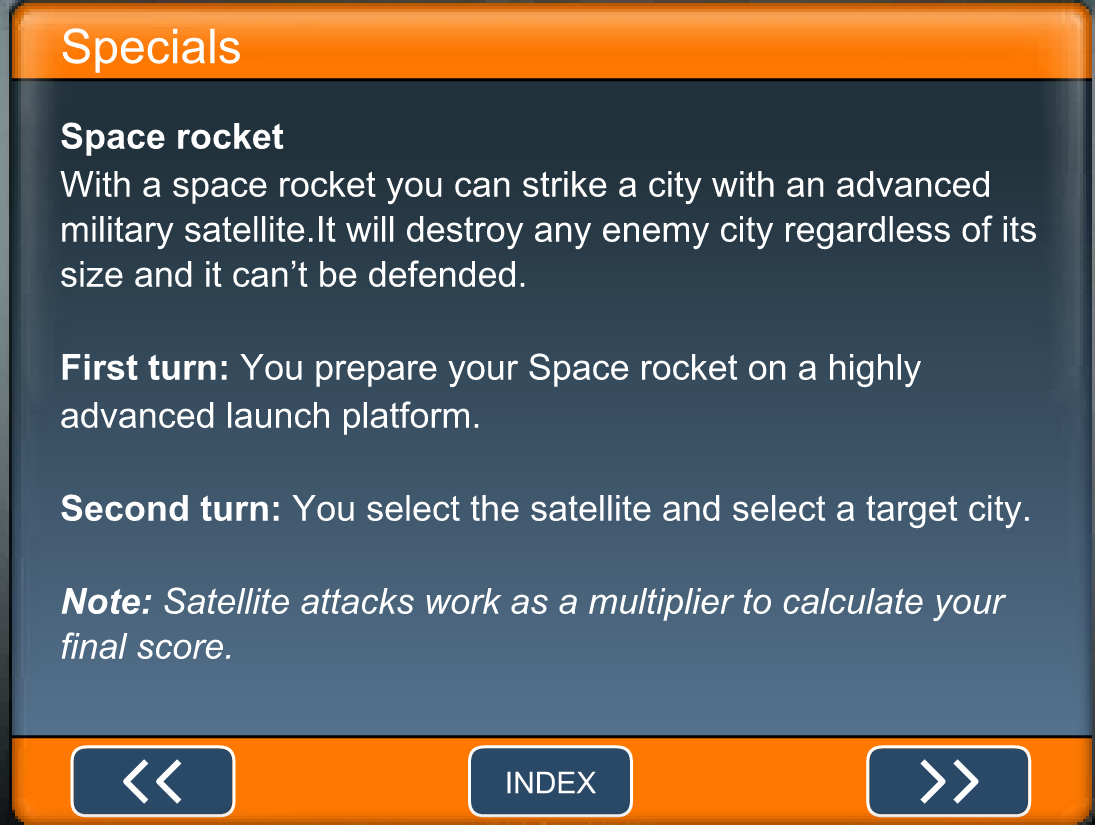 Specials
Space rocket
With a space rocket you can strike a city with an advanced
military satellite.It will destroy any enemy city regardless of its
size and it can’t be defended.
First turn: You prepare your Space rocket on a highly
advanced launch platform.
Second turn: You select the satellite and select a target city.
Note: Satellite attacks work as a multiplier to calculate your
final score.
<< INDEX >>